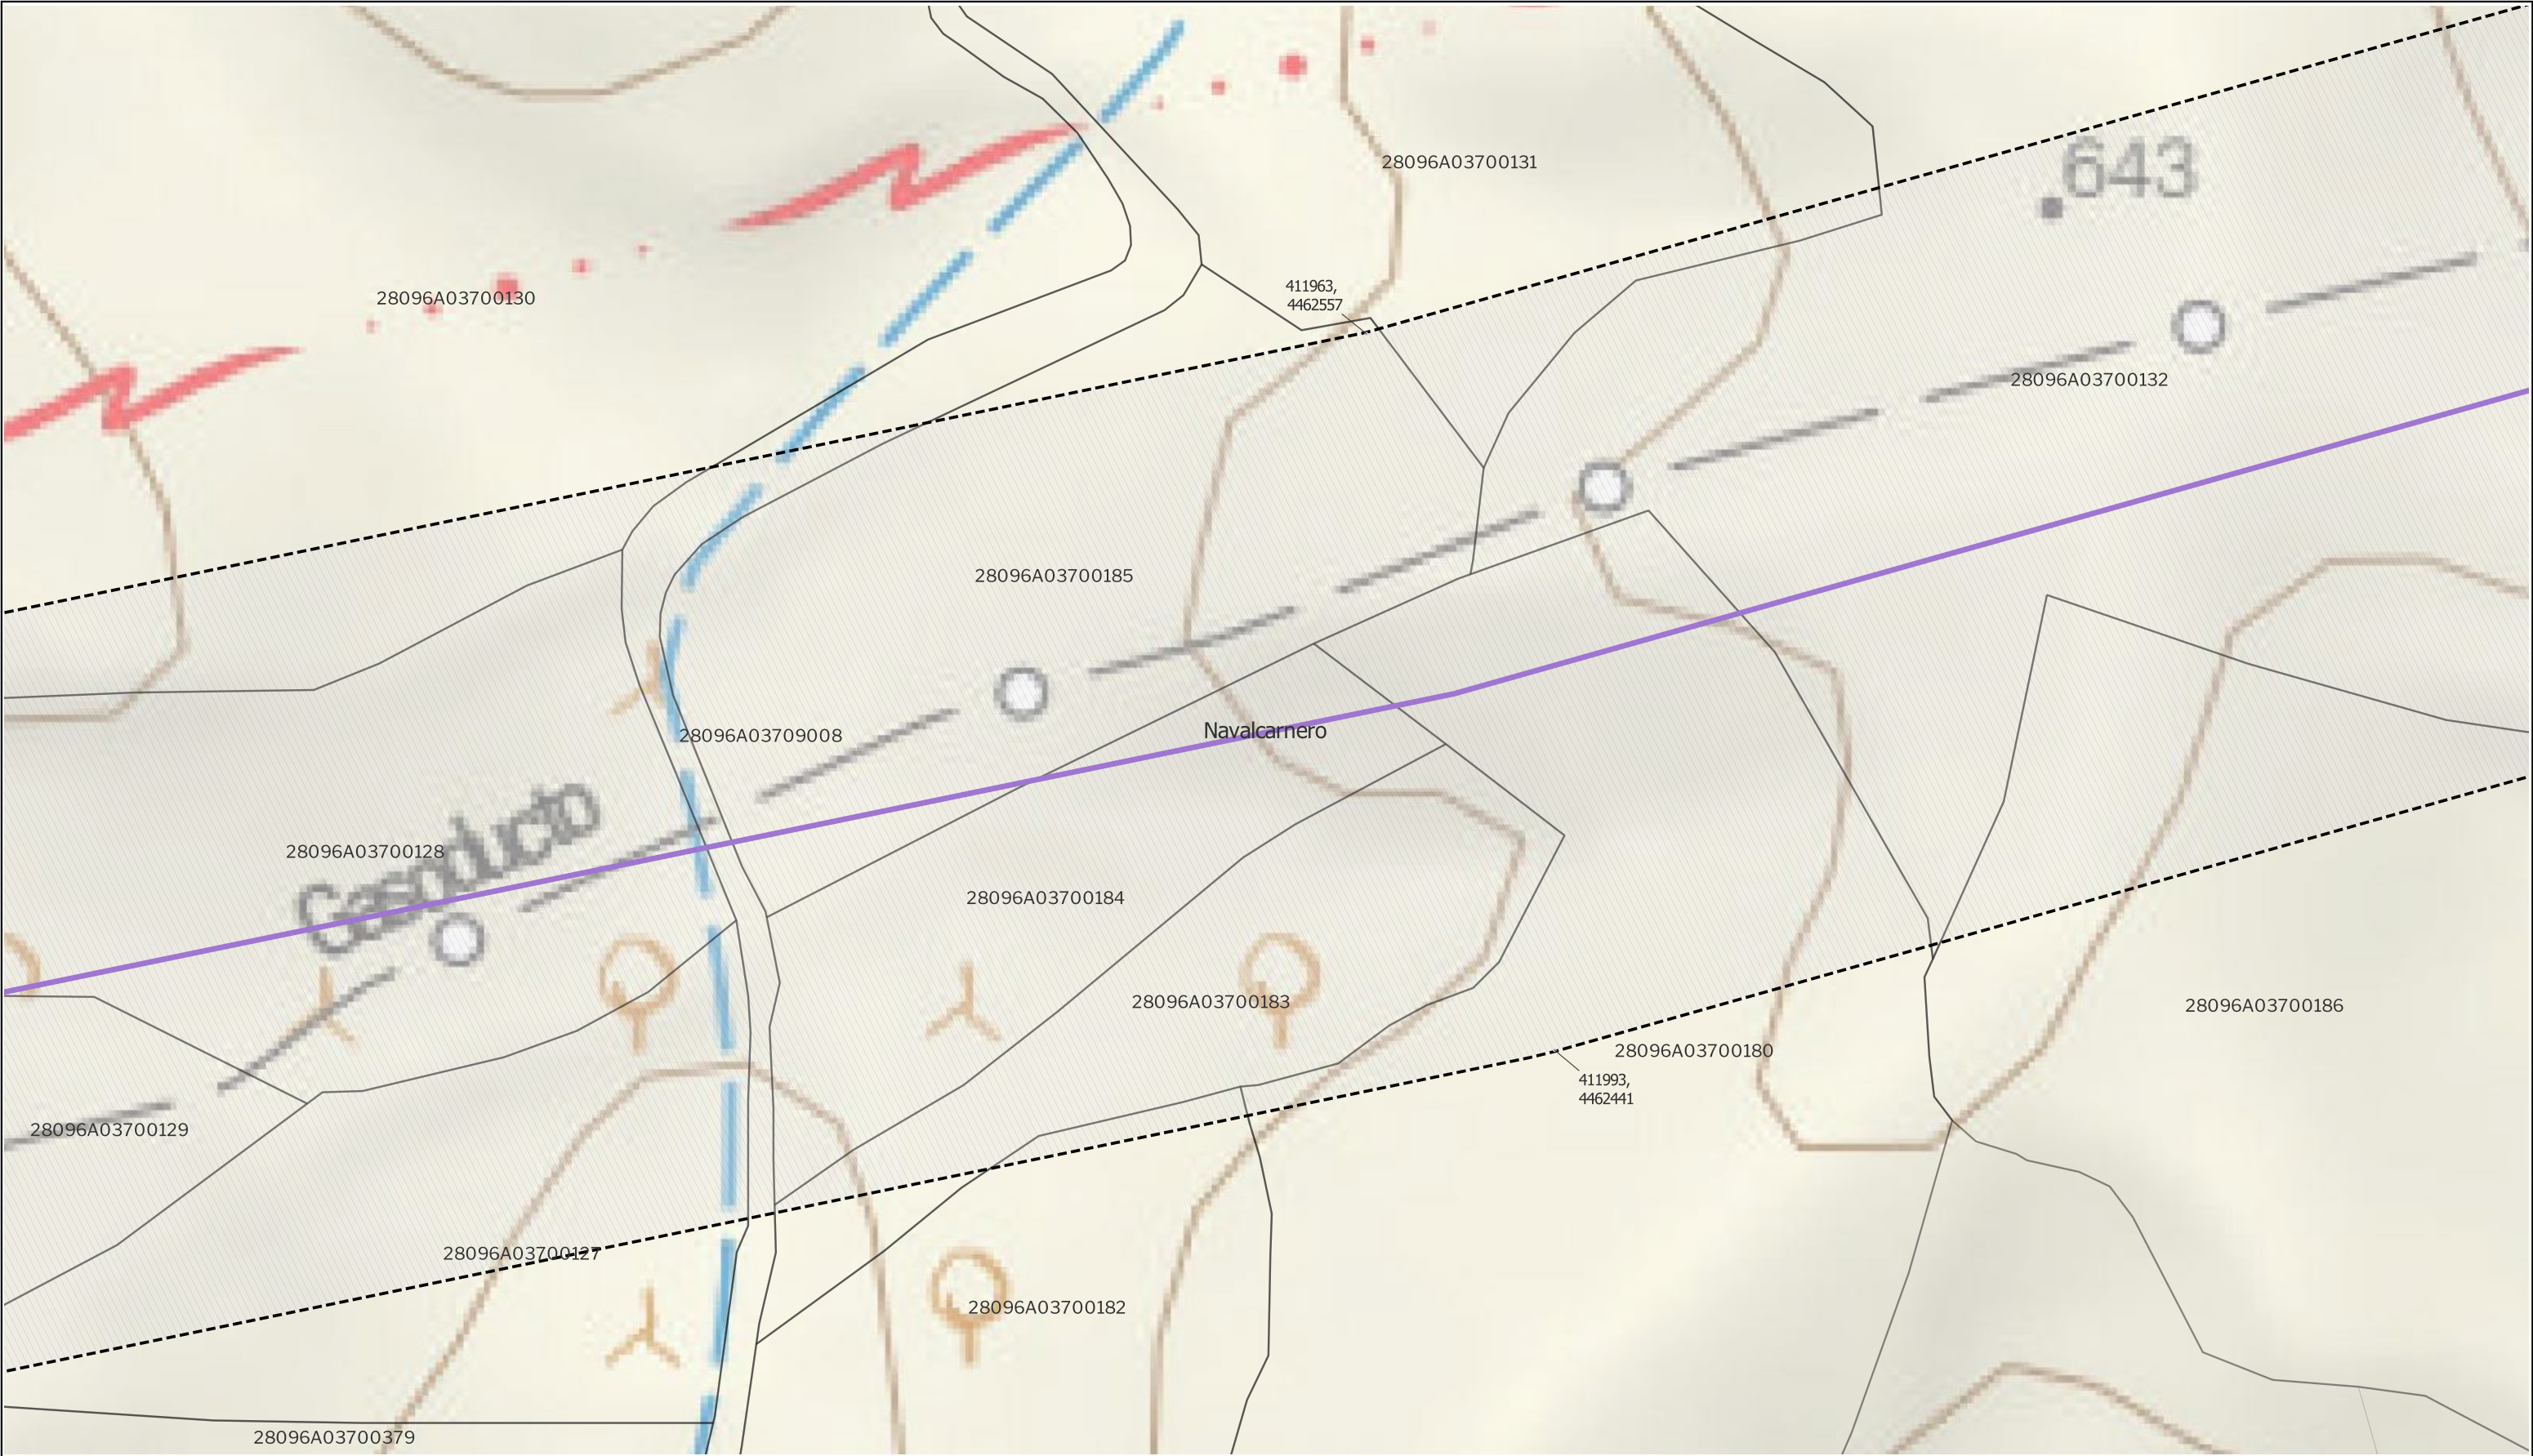 28096A03700131
643
411963,
4462557
28096A03700130
28096A03700132
28096A03700185
Navalcarnero
28096A03709008
Gasoducto
28096A03700128
28096A03700184
28096A03700183
28096A03700186
28096A03700180
411993,
4462441
28096A03700129
28096A03700127
28096A03700182
28096A03700379